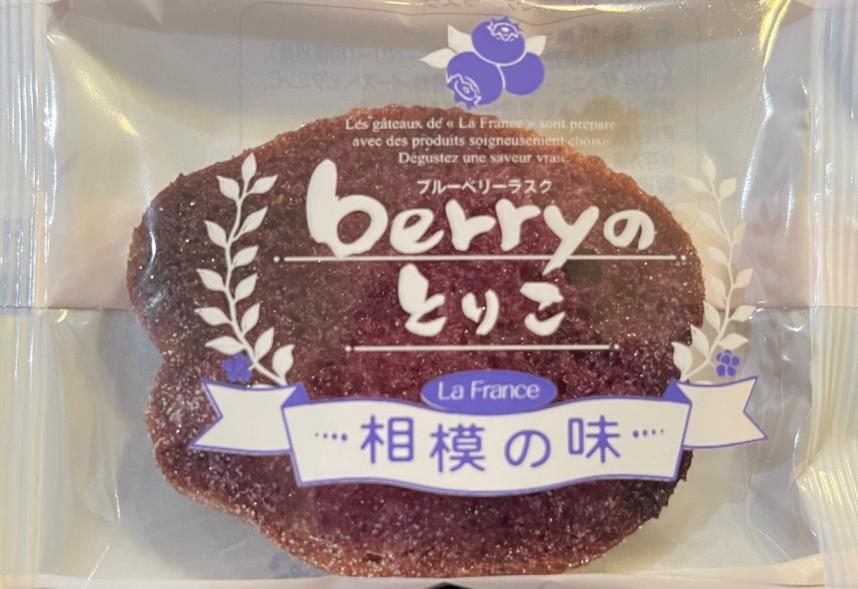 Les gâteaux de « La France » sont prépare
avec des produits soigneusement choisi
Dégustez une saveur vrai
ブルーベリーラスク
berryの
とりこ
La France
相模の味